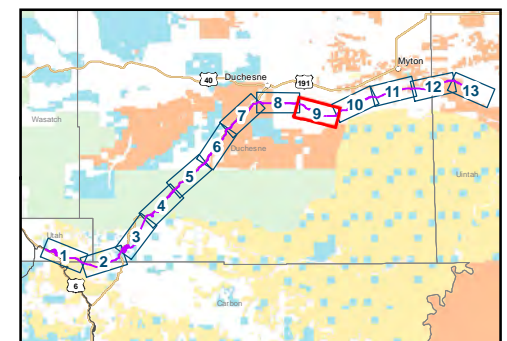 Myton
40
Duchesne
191
13
12
11
10
9
8
7
Wasatch
6
Duchesne
5
Uintah
4
3
Utah
1
2
6
Carbon